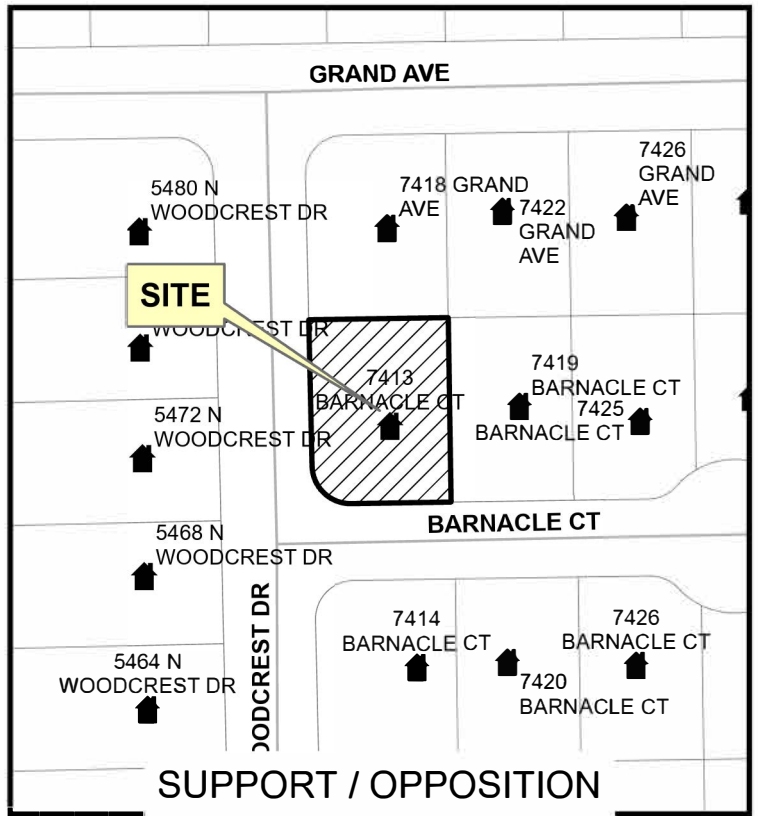 GRAND AVE
7426
GRAND
AVE
7418 GRAND
AVE
5480 N
WOODCREST DR
7422
GRAND
AVE
SITE
WOODCREST DR
7413
BARNACLE CT
7419
BARNACLE CT
7425
BARNACLE CT
5472 N
WOODCREST DR
BARNACLE CT
5468 N
WOODCREST DR
7414
BARNACLE CT
7426
BARNACLE CT
5464 N
WOODCREST DR
7420
BARNACLE CT
OODCREST DR
SUPPORT / OPPOSITION